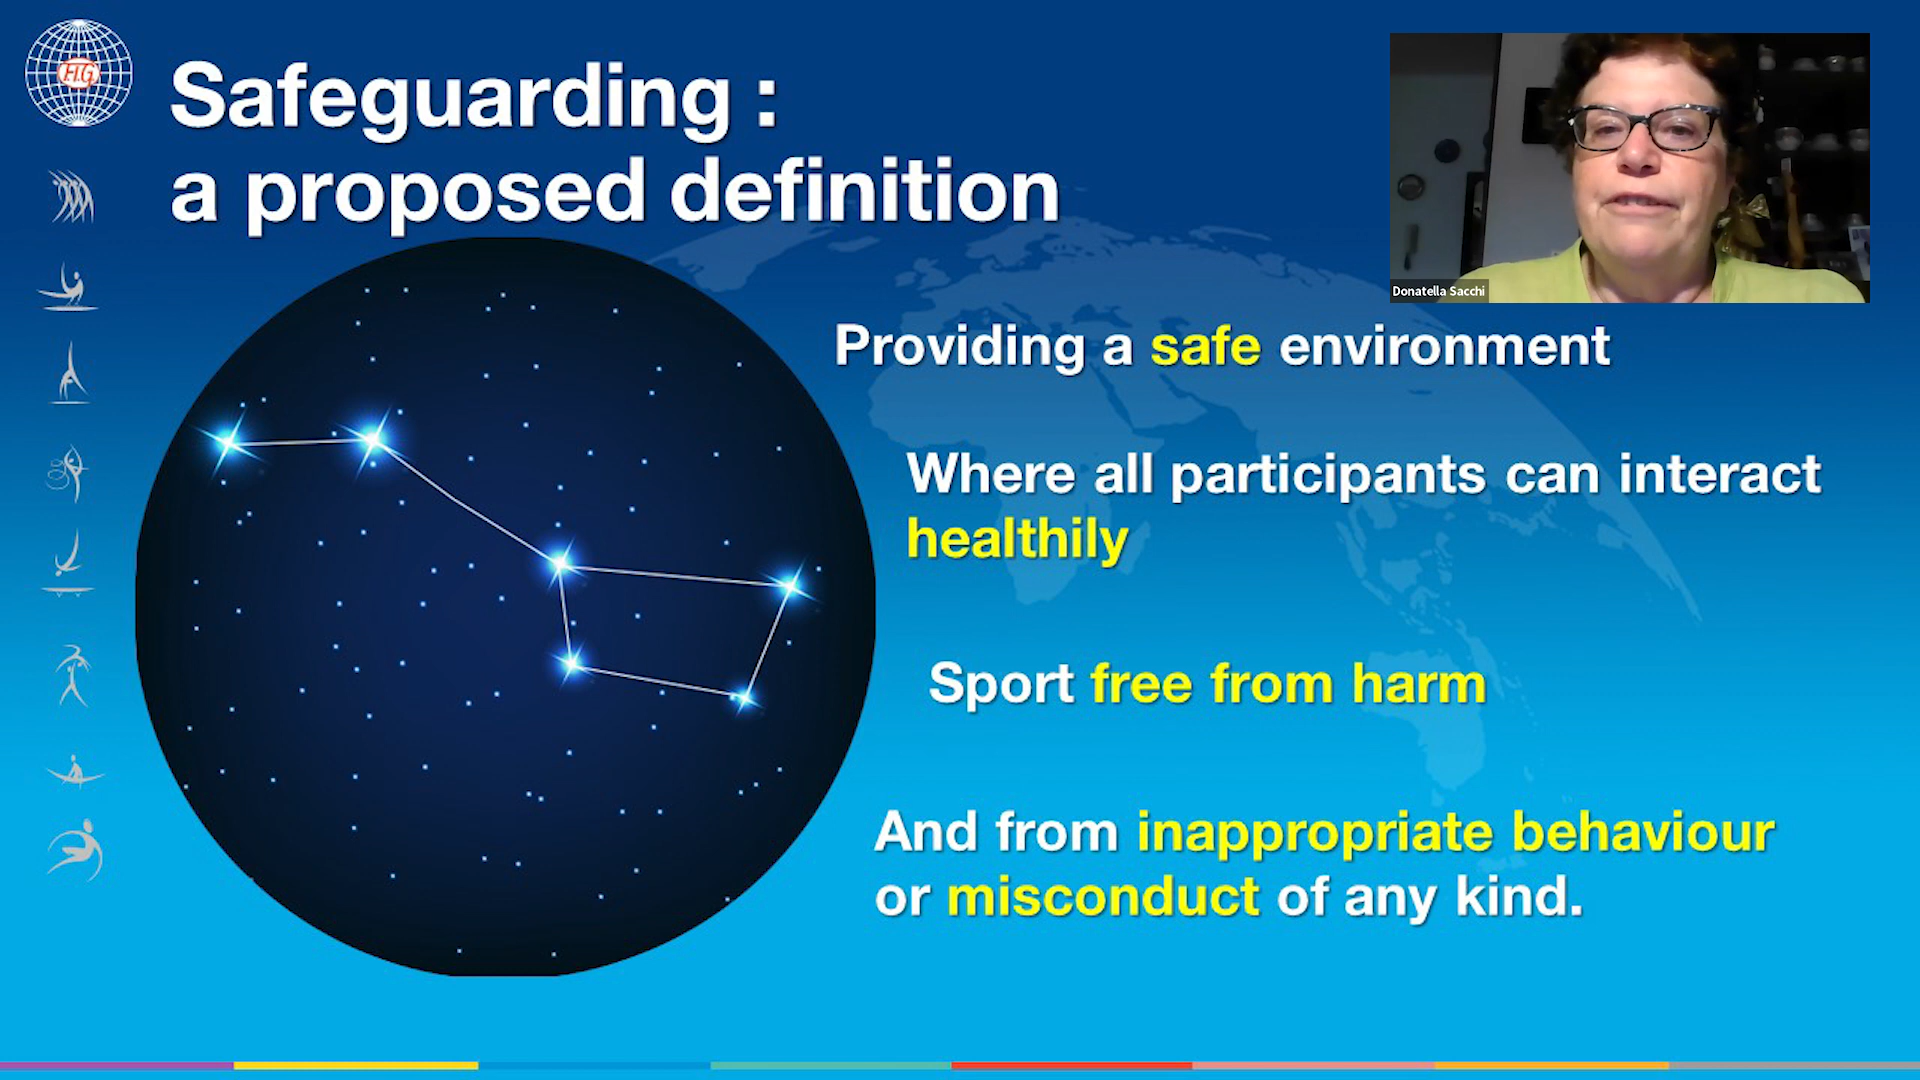 F.I.G
Safeguarding :
a proposed definition
Donatella Sacchi
Providing a safe environment
Where all participants can interact
healthily
Sport free from harm
And from inappropriate behaviour
or misconduct of any kind.